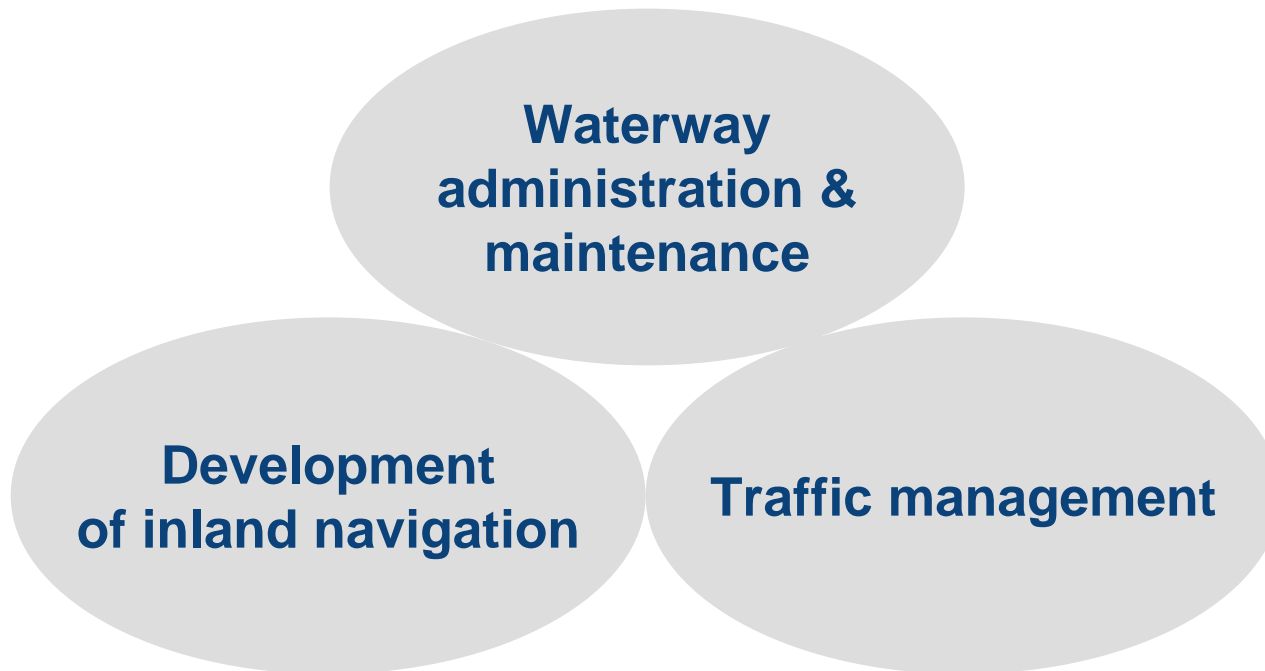 Waterway
administration &
maintenance
Development
of inland navigation
Traffic management